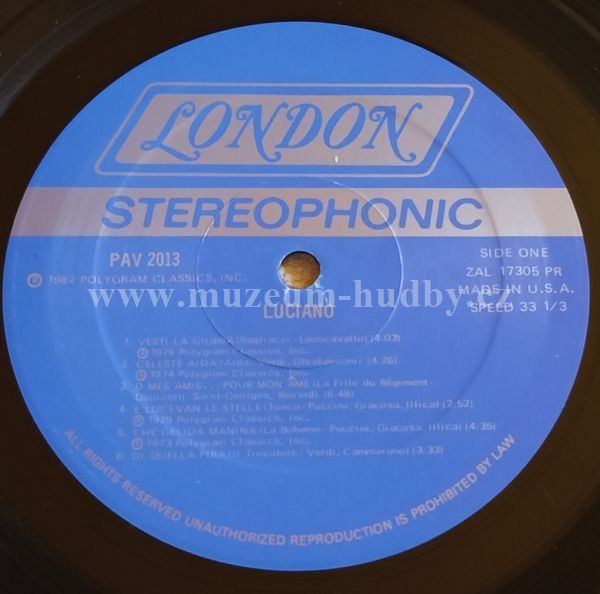 LONDON
STEREOPHONIC
PAV 2013
SIDE ONE
ZAL 17305 PR
MADE IN U.S.A.
SPEED 33 1/3
℗ 1982 POLYGRAM CLASSICS, INC.
www.muzeum-hudby.cz
LUCIANO
1. VESTI LA GIUBBA (Pagliacci - Leoncavallo) (4:03)
℗ 1979 Polygram Classics, Inc.
2. CELESTE AIDA (Aida - Verdi, Ghislanzoni) (4:26)
℗ 1974 Polygram Classics, Inc.
3. O MES AMIS... POUR MON ÂME (La Fille du Régiment -
Donizetti, Saint-Georges, Bayard) (6:48)
4. E LUCEVAN LE STELLE (Tosca - Puccini, Giacosa, Illica) (2:52)
℗ 1979 Polygram Classics, Inc.
5. CHE GELIDA MANINA (La Boheme - Puccini, Giacosa, Illica) (4:35)
℗ 1973 Polygram Classics, Inc.
6. DI QUELLA PIRA (Il Trovatore - Verdi, Cammarano) (3:33)
ALL RIGHTS RESERVED UNAUTHORIZED REPRODUCTION IS PROHIBITED BY LAW